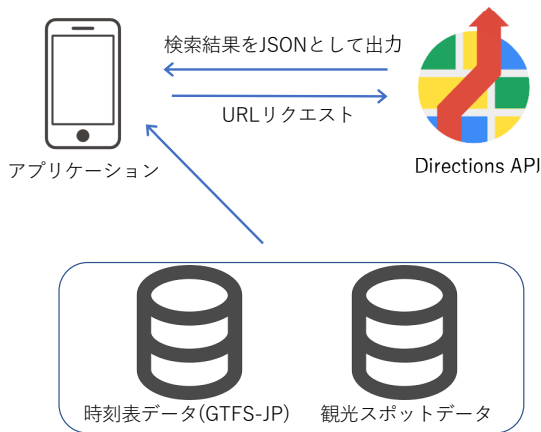 検索結果をJSONとして出力
URLリクエスト
アプリケーション
Directions API
時刻表データ(GTFS-JP)
観光スポットデータ